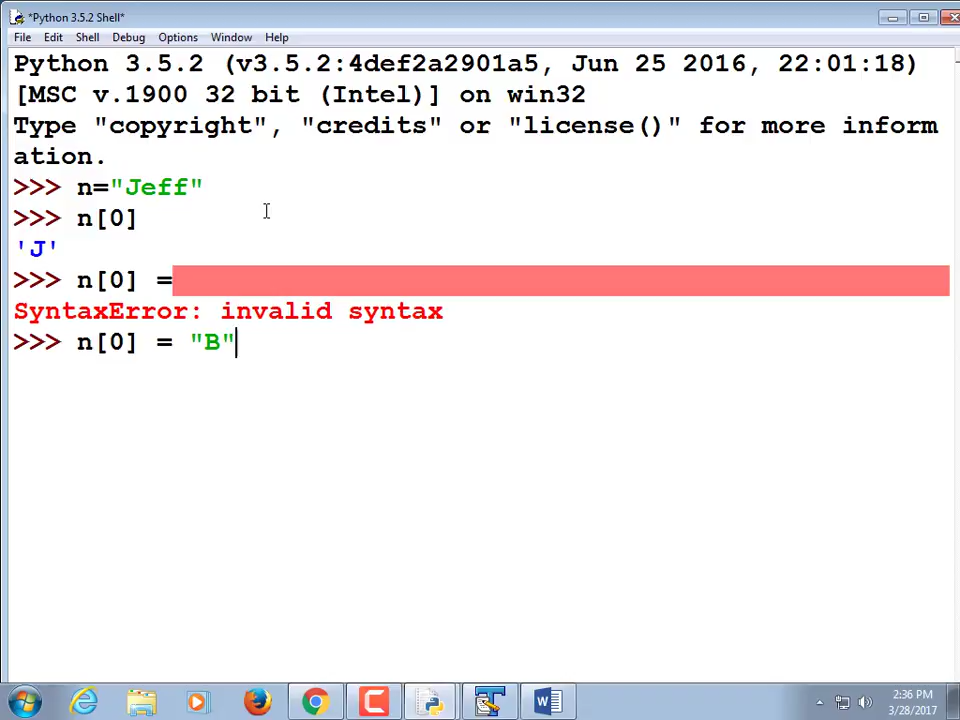 *Python 3.5.2 Shell*
File Edit Shell Debug Options Window Help
Python 3.5.2 (v3.5.2:4def2a2901a5, Jun 25 2016, 22:01:18)
[MSC v.1900 32 bit (Intel)] on win32
Type "copyright", "credits" or "license()" for more inform
ation.
>>> n="Jeff"
>>> n[0]
'J'
>>> n[0] =
SyntaxError: invalid syntax
>>> n[0] = "B"
2:36 PM
3/28/2017